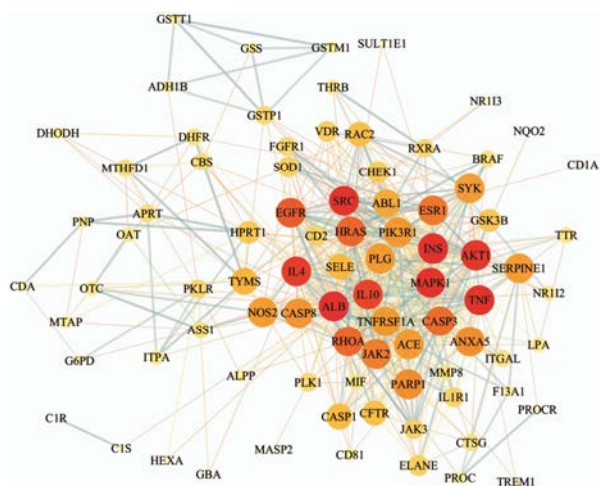 GSTT1
GSS
GSTM1
SULT1E1
ADH1B
THRB
NR1I3
GSTP1
DHODH
DHFR
VDR
RAC2
RXRA
NQO2
FGFR1
MTHFD1
CBS
SOD1
CHEK1
BRAF
CD1A
SRC
ABL1
SYK
PNP
APRT
EGFR
ESR1
GSK3B
OAT
HPRT1
HRAS
PIK3R1
CD2
TTR
INS
AKT1
IL4
SELE
PLG
SERPINE1
CDA
OTC
PKLR
TYMS
MAPK1
NR1I2
IL10
ALB
TNF
MTAP
ASS1
NOS2
CASP8
TNFRSF1A
CASP3
G6PD
ITPA
RHOA
JAK2
ACE
ANXA5
LPA
ITGAL
ALPP
PLK1
MIF
PARP1
MMP8
IL1R1
F13A1
C1R
CASP1
CFTR
JAK3
PROCR
C1S
MASP2
CTSG
HEXA
GBA
CD81
ELANE
PROC
TREM1